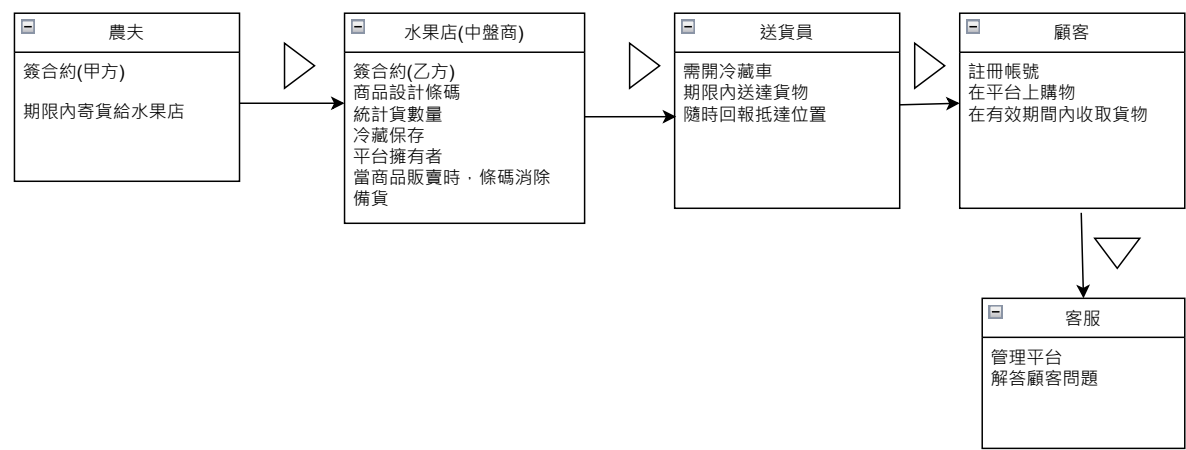 農夫
簽合約(甲方)
期限內寄貨給水果店
水果店(中盤商)
簽合約(乙方)
商品設計條碼
統計貨數量
冷藏保存
平台擁有者
當商品販賣時，條碼消除
備貨
送貨員
需開冷藏車
期限內送達貨物
隨時回報抵達位置
顧客
註冊帳號
在平台上購物
在有效期間內收取貨物
客服
管理平台
解答顧客問題